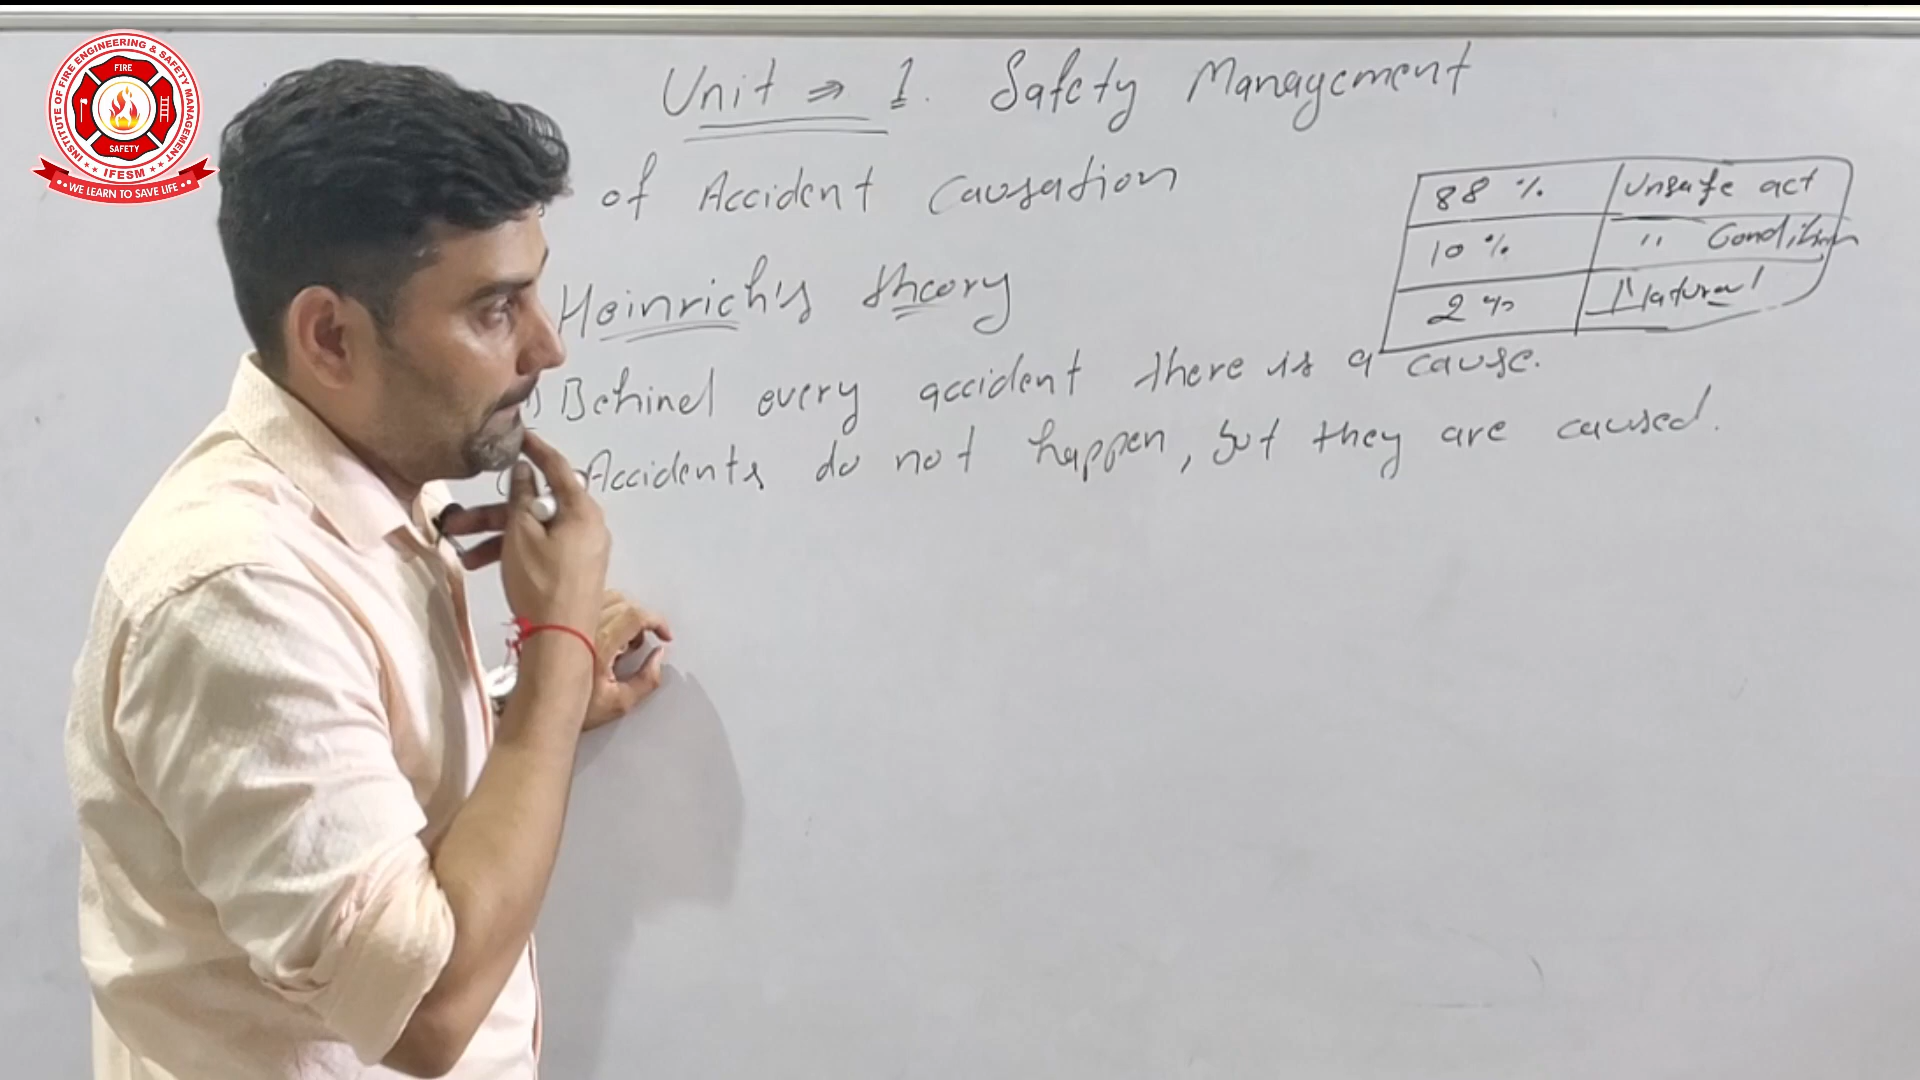 INSTITUTE OF FIRE ENGINEERING & SAFETY MANAGEMENT
FIRE
SAFETY
IFESM
WE LEARN TO SAVE LIFE
Unit ⇒ 1. Safety Management
of Accident Causation
Heinrich's theory
88 % Unsafe act
10 % " Condition
2 % Natural
Behind every accident there is a cause.
Accidents do not happen, but they are caused.